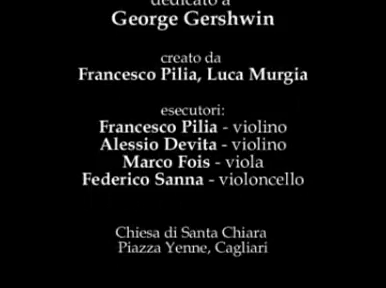 dedicato a
George Gershwin
creato da
Francesco Pilia, Luca Murgia
esecutori:
Francesco Pilia - violino
Alessio Devita - violino
Marco Fois - viola
Federico Sanna - violoncello
Chiesa di Santa Chiara
Piazza Yenne, Cagliari